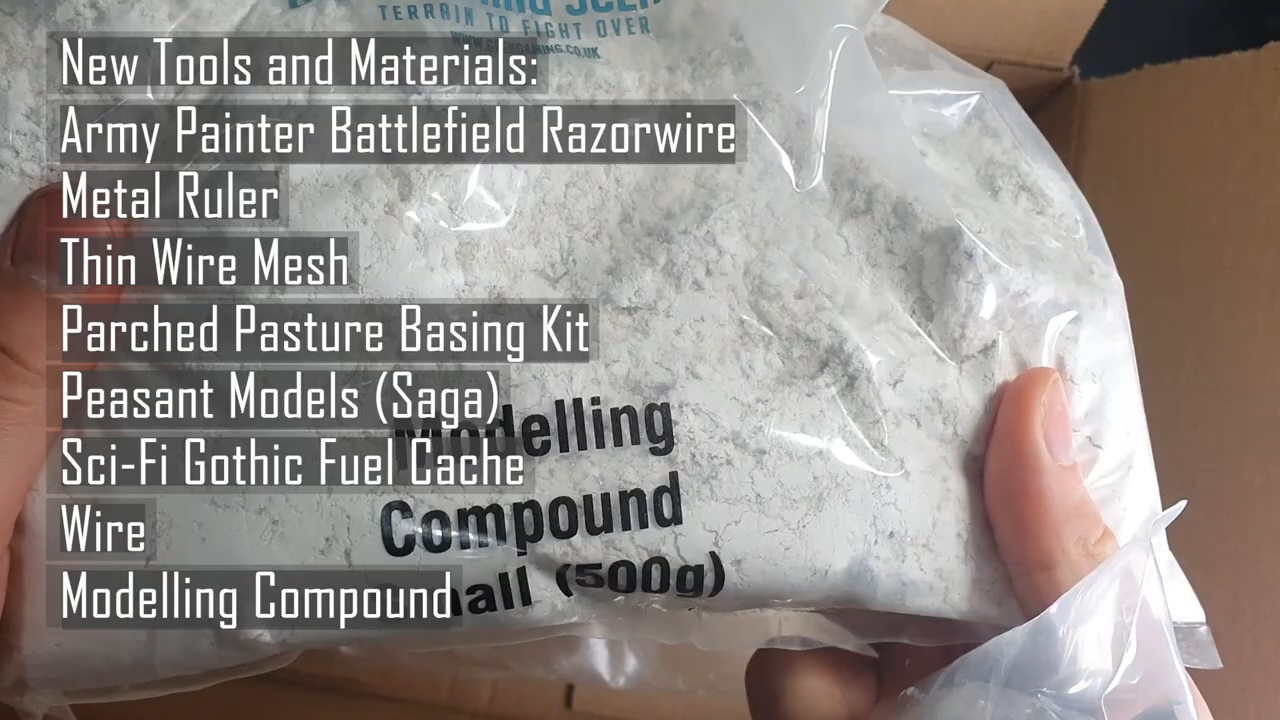 TERRAIN TO FIGHT OVER
New Tools and Materials:
Army Painter Battlefield Razorwire
Metal Ruler
Thin Wire Mesh
Parched Pasture Basing Kit
Peasant Models (Saga)
Sci-Fi Gothic Fuel Cache
Wire
Modelling Compound
Modelling
Compound
Small (500g)